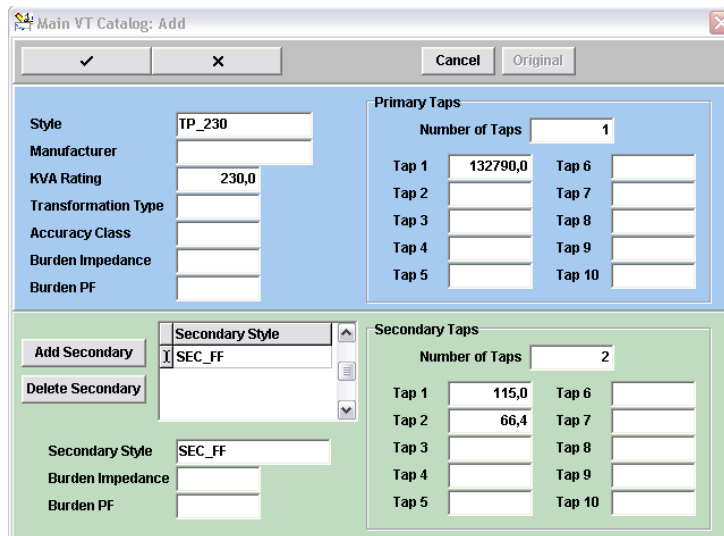 Main VT Catalog: Add
Cancel Original
Style TP_230
Manufacturer
KVA Rating 230,0
Transformation Type
Accuracy Class
Burden Impedance
Burden PF
Primary Taps
Number of Taps 1
Tap 1 132790,0 Tap 6
Tap 2 Tap 7
Tap 3 Tap 8
Tap 4 Tap 9
Tap 5 Tap 10
Add Secondary
Delete Secondary
Secondary Style
SEC_FF
Secondary Style SEC_FF
Burden Impedance
Burden PF
Secondary Taps
Number of Taps 2
Tap 1 115,0 Tap 6
Tap 2 66,4 Tap 7
Tap 3 Tap 8
Tap 4 Tap 9
Tap 5 Tap 10